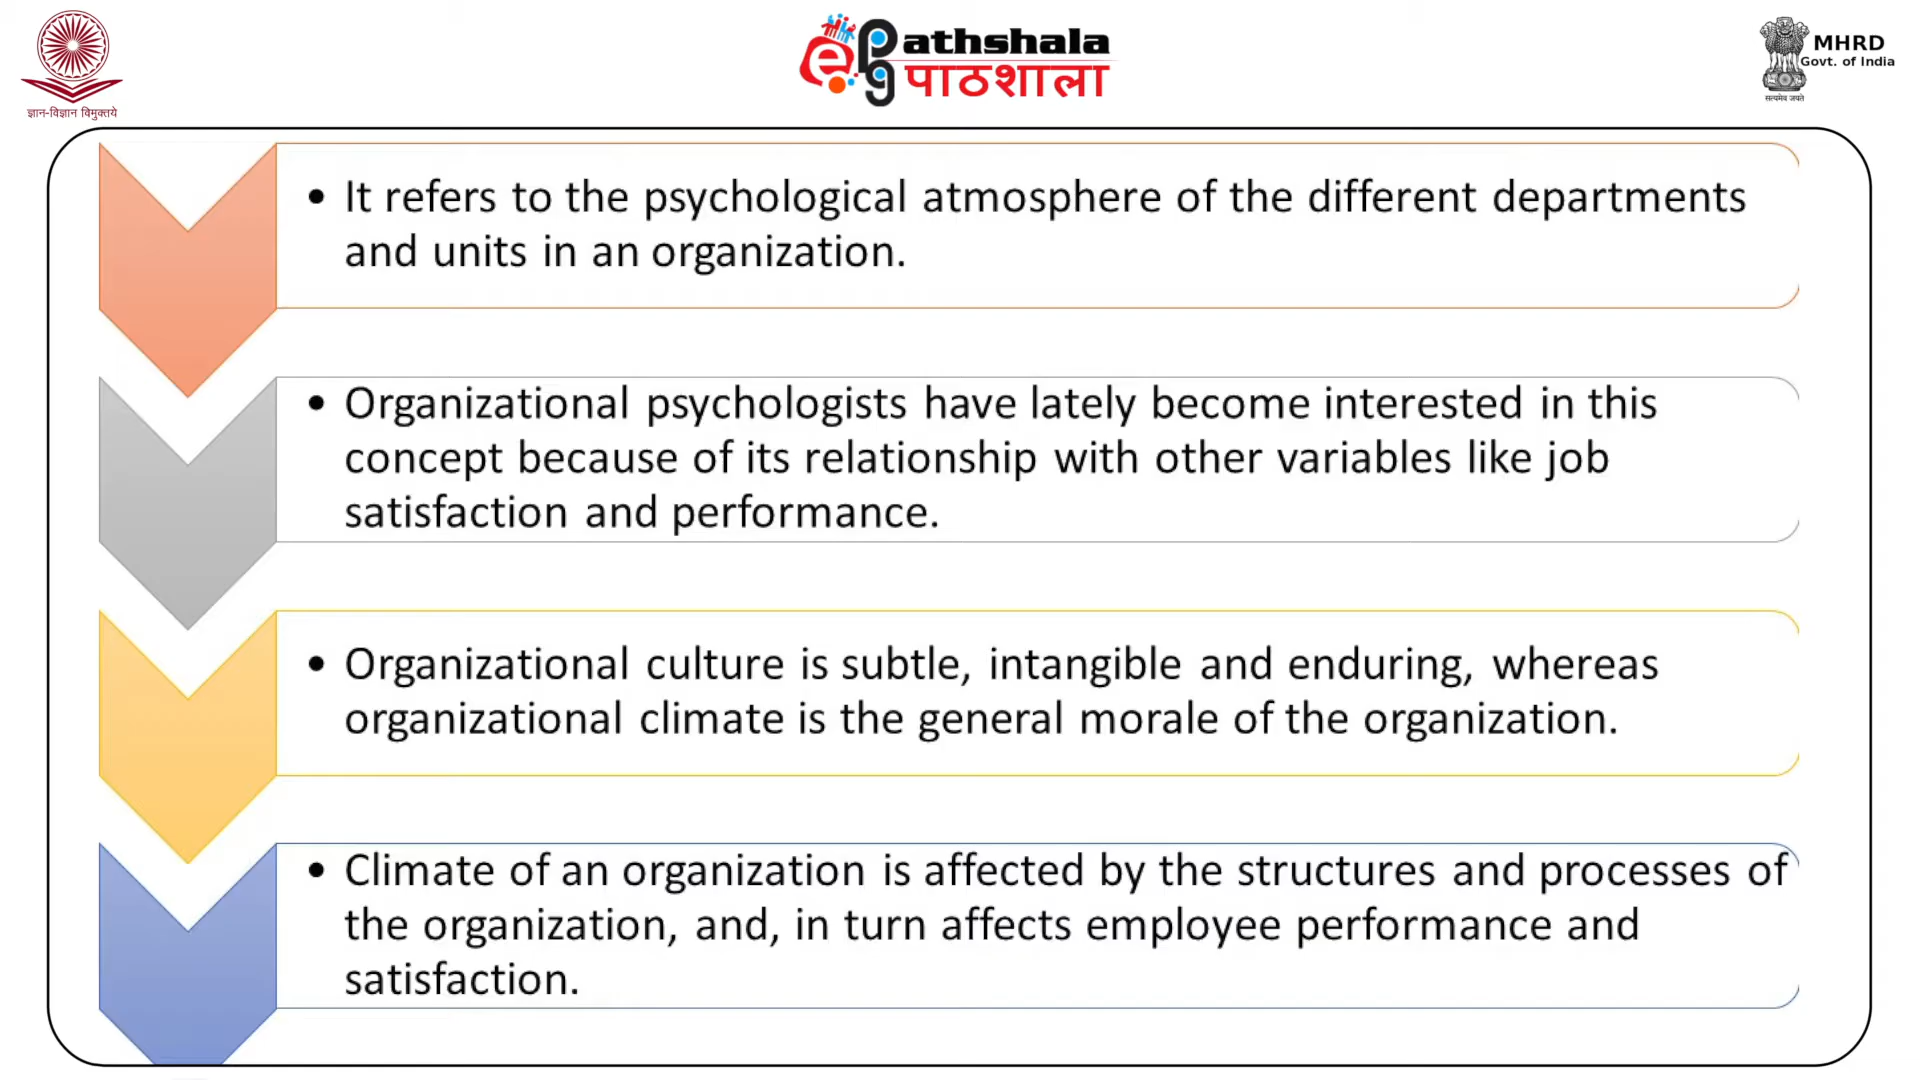 ज्ञान-विज्ञान विमुक्तये
e pg athshala
पाठशाला
MHRD
Govt. of India
सत्यमेव जयते
• It refers to the psychological atmosphere of the different departments
and units in an organization.
• Organizational psychologists have lately become interested in this
concept because of its relationship with other variables like job
satisfaction and performance.
• Organizational culture is subtle, intangible and enduring, whereas
organizational climate is the general morale of the organization.
• Climate of an organization is affected by the structures and processes of
the organization, and, in turn affects employee performance and
satisfaction.